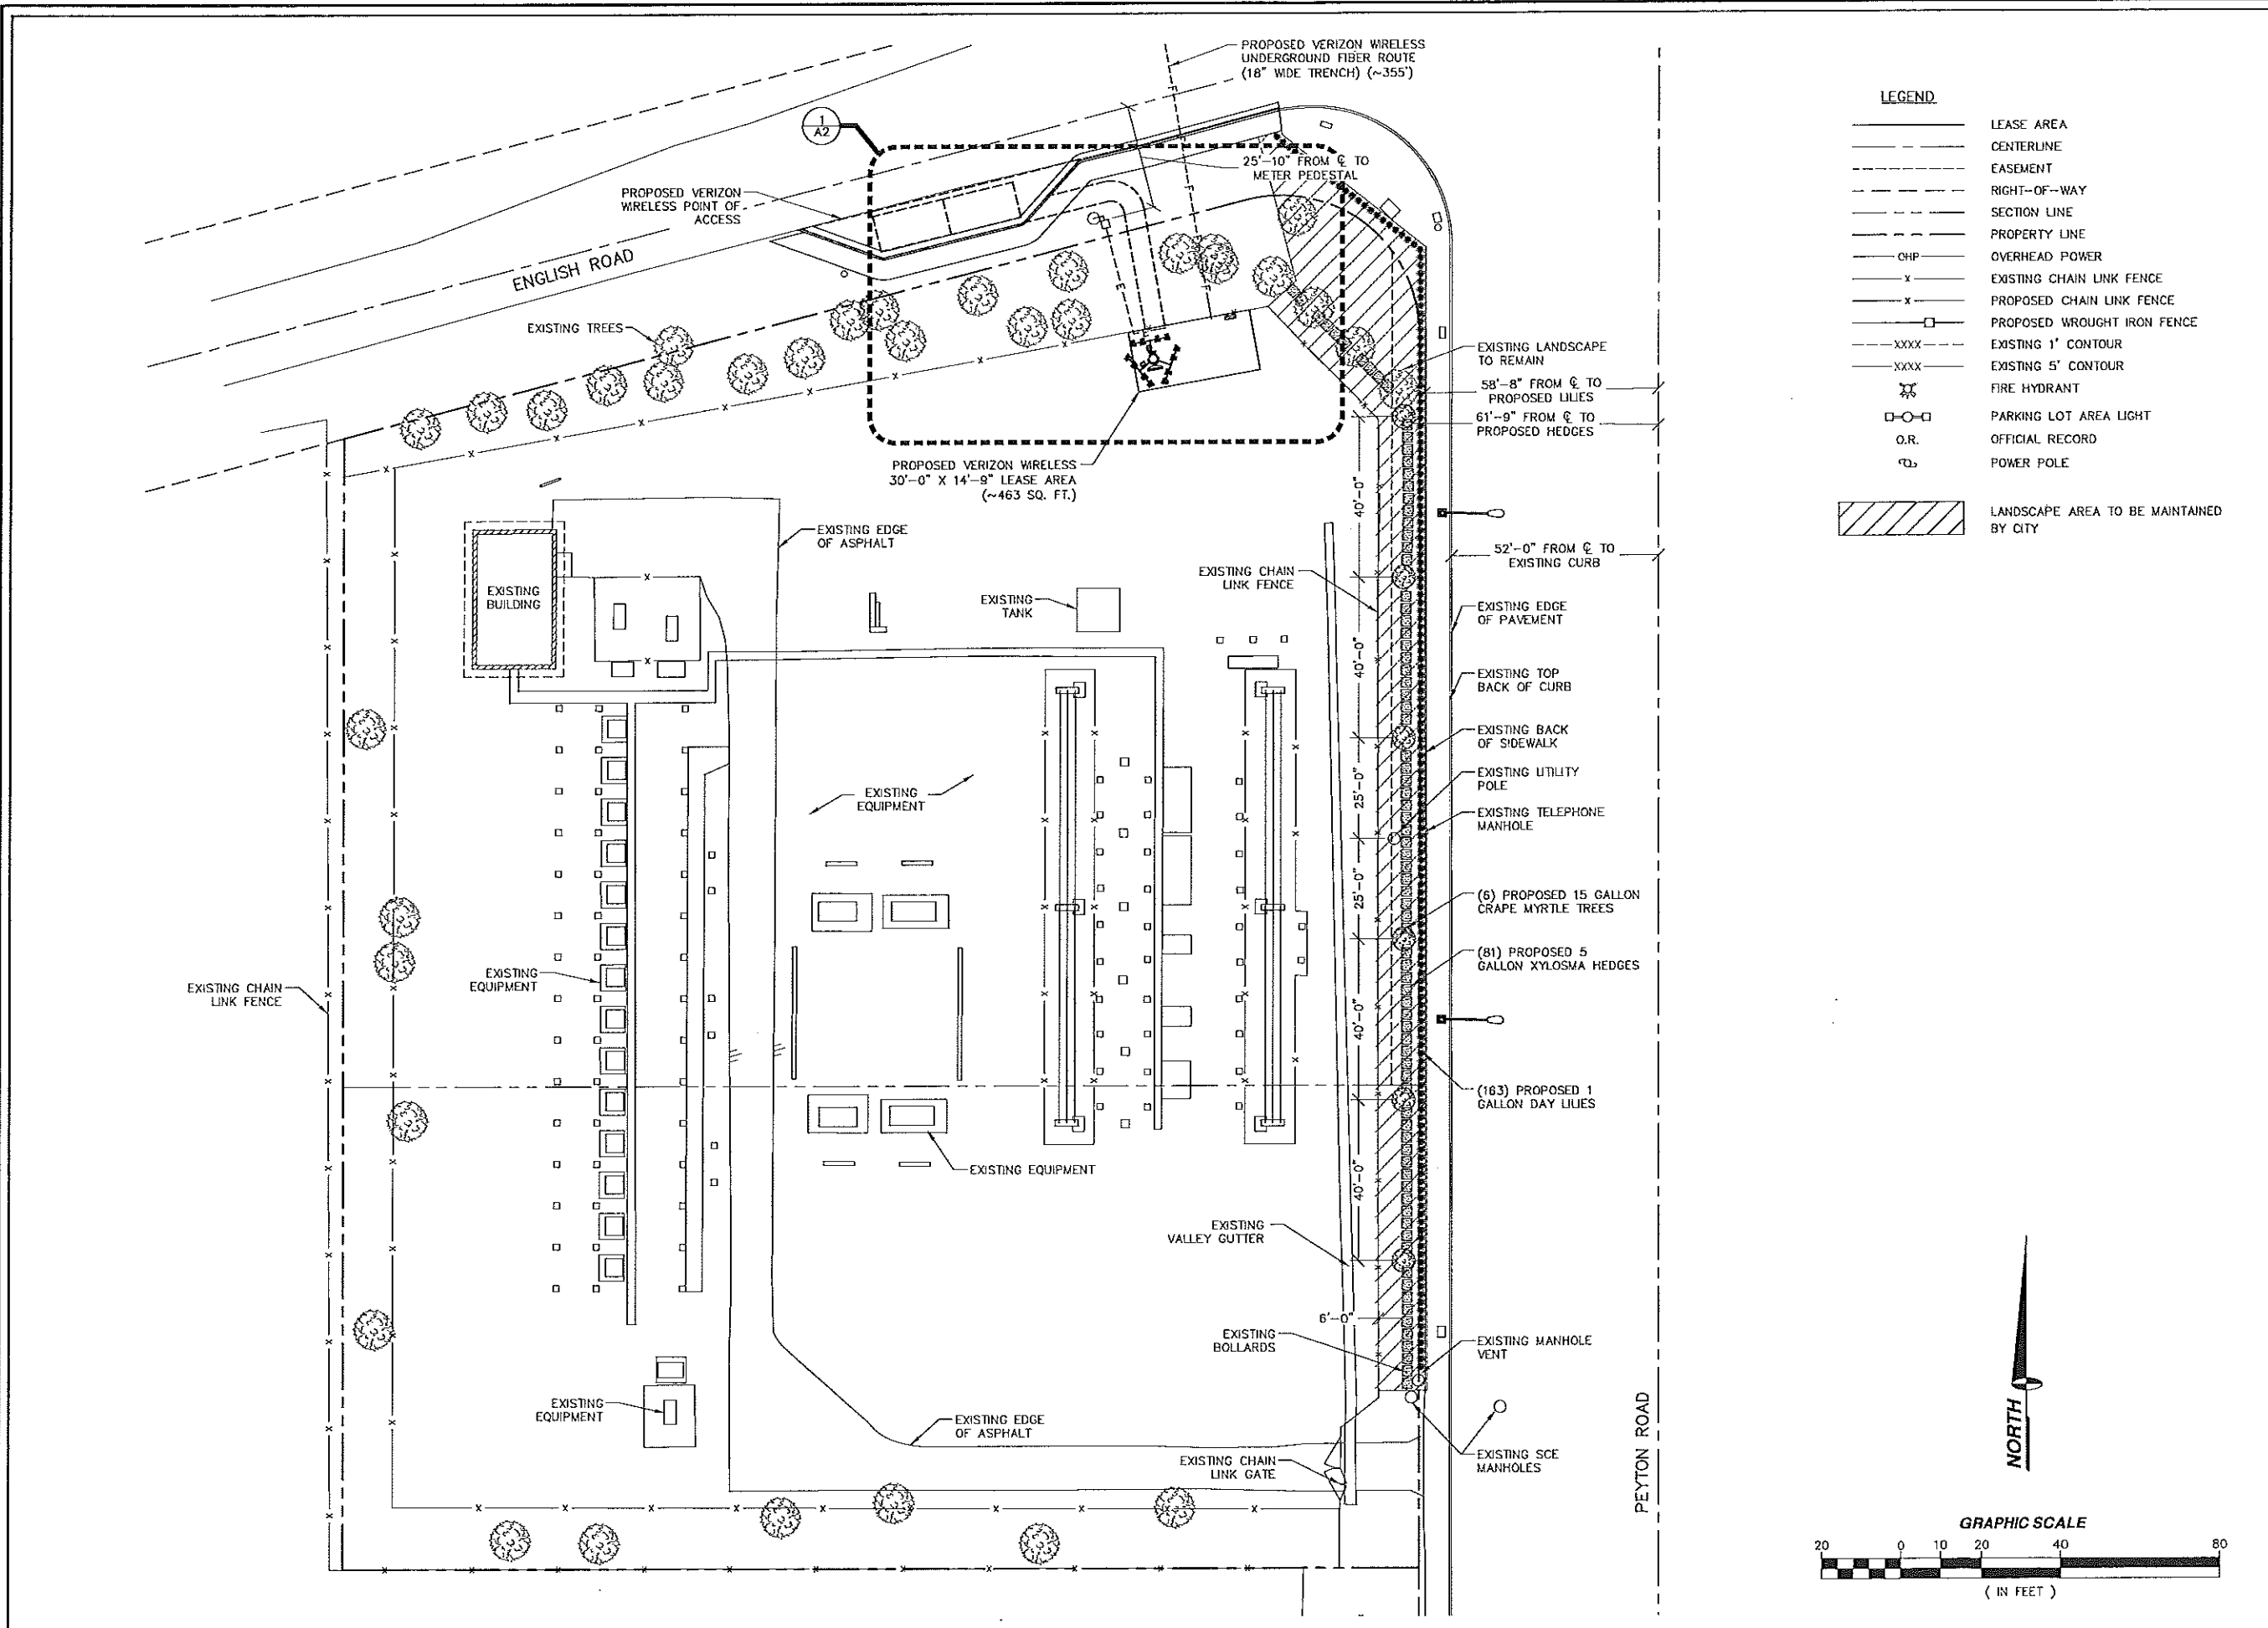 PROPOSED VERIZON WIRELESS
UNDERGROUND FIBER ROUTE
(18" WIDE TRENCH) (~355')
1
A2
25'-10" FROM ℄ TO
METER PEDESTAL
PROPOSED VERIZON
WIRELESS POINT OF
ACCESS
ENGLISH ROAD
EXISTING TREES
EXISTING LANDSCAPE
TO REMAIN
58'-8" FROM ℄ TO
PROPOSED LILIES
61'-9" FROM ℄ TO
PROPOSED HEDGES
PROPOSED VERIZON WIRELESS
30'-0" X 14'-9" LEASE AREA
(~463 SQ. FT.)
40'-0"
EXISTING EDGE
OF ASPHALT
52'-0" FROM ℄ TO
EXISTING CURB
EXISTING CHAIN
LINK FENCE
EXISTING
BUILDING
EXISTING
TANK
EXISTING EDGE
OF PAVEMENT
40'-0"
EXISTING TOP
BACK OF CURB
EXISTING BACK
OF SIDEWALK
EXISTING UTILITY
POLE
25'-0"
EXISTING
EQUIPMENT
EXISTING TELEPHONE
MANHOLE
25'-0"
(6) PROPOSED 15 GALLON
CRAPE MYRTLE TREES
(81) PROPOSED 5
GALLON XYLOSMA HEDGES
EXISTING
EQUIPMENT
EXISTING CHAIN
LINK FENCE
40'-0"
(163) PROPOSED 1
GALLON DAY LILIES
EXISTING EQUIPMENT
40'-0"
EXISTING
VALLEY GUTTER
6'-0"
EXISTING
BOLLARDS
EXISTING MANHOLE
VENT
EXISTING
EQUIPMENT
EXISTING EDGE
OF ASPHALT
EXISTING CHAIN
LINK GATE
EXISTING SCE
MANHOLES
PEYTON ROAD
LEGEND
LEASE AREA
CENTERLINE
EASEMENT
RIGHT-OF-WAY
SECTION LINE
PROPERTY LINE
OHP OVERHEAD POWER
x EXISTING CHAIN LINK FENCE
x PROPOSED CHAIN LINK FENCE
PROPOSED WROUGHT IRON FENCE
XXXX EXISTING 1' CONTOUR
XXXX EXISTING 5' CONTOUR
FIRE HYDRANT
PARKING LOT AREA LIGHT
O.R. OFFICIAL RECORD
POWER POLE
LANDSCAPE AREA TO BE MAINTAINED
BY CITY
NORTH
GRAPHIC SCALE
20 0 10 20 40 80
( IN FEET )